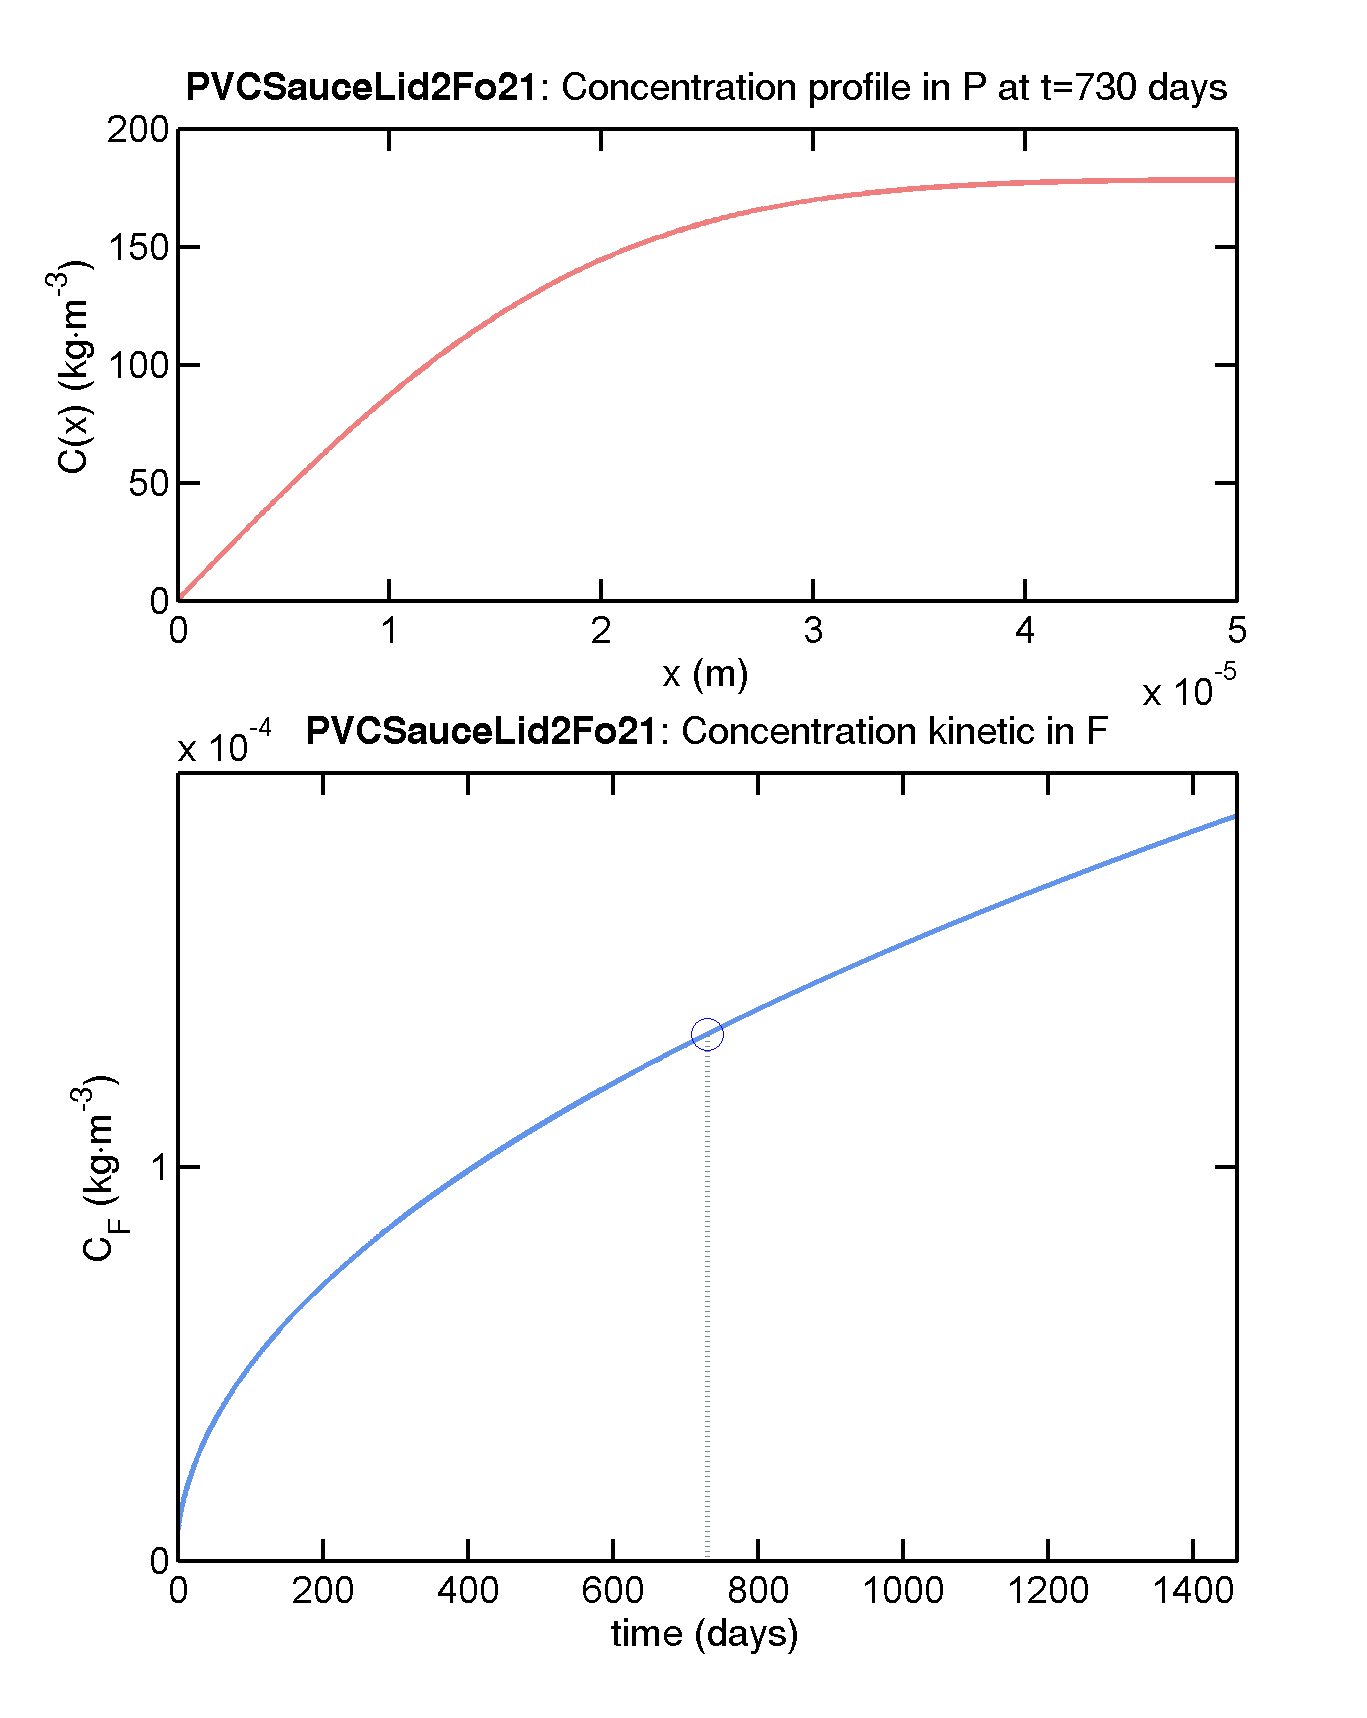 PVCSauceLid2Fo21: Concentration profile in P at t=730 days
200
150
100
50
0
C(x) (kg·m-3)
0 1 2 3 4 5
x (m)
x 10-5
x 10-4
PVCSauceLid2Fo21: Concentration kinetic in F
1
0
CF (kg·m-3)
0 200 400 600 800 1000 1200 1400
time (days)